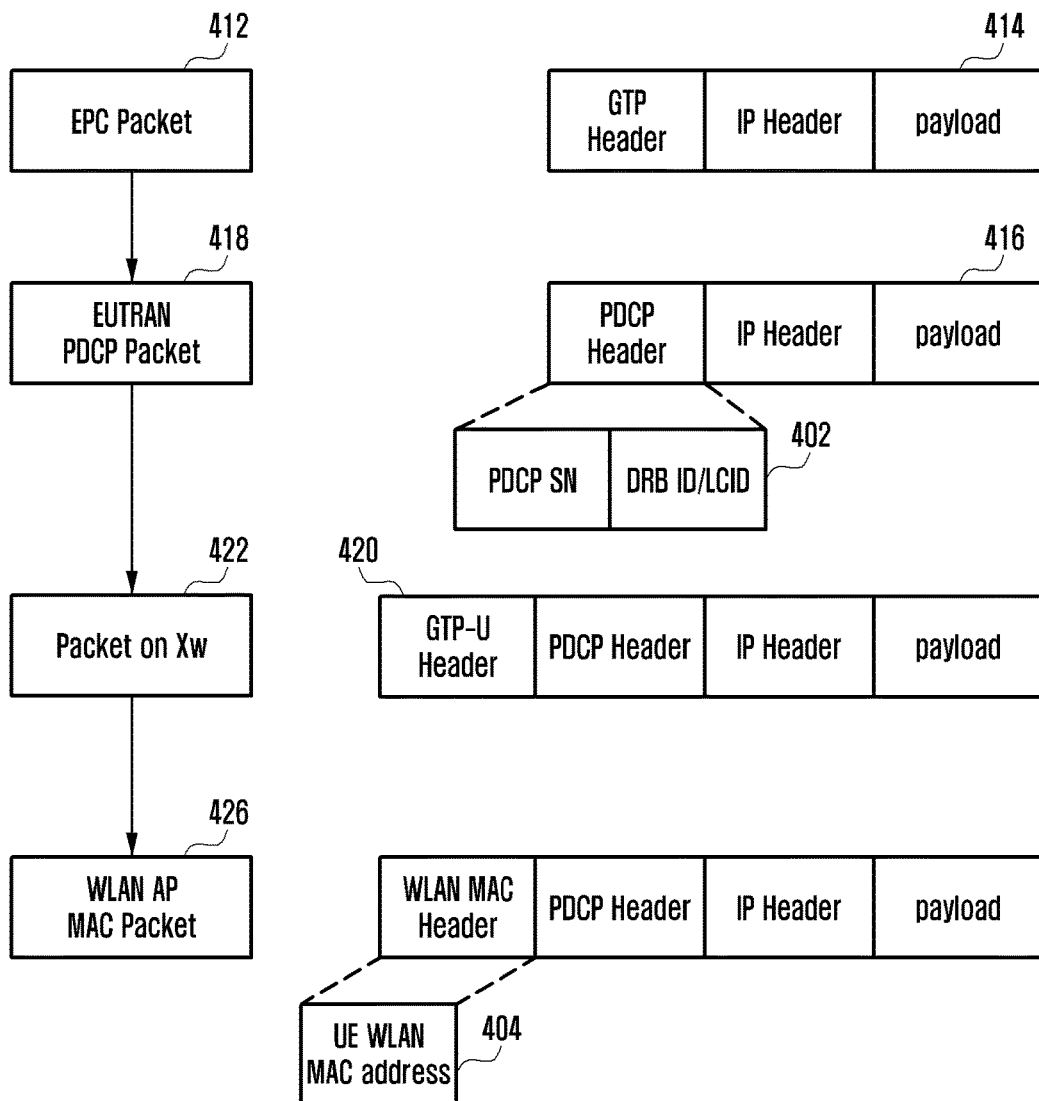 412
414
EPC Packet
GTP
Header
IP Header
payload
418
416
EUTRAN
PDCP Packet
PDCP
Header
IP Header
payload
402
PDCP SN
DRB ID/LCID
422
420
Packet on Xw
GTP-U
Header
PDCP Header
IP Header
payload
426
WLAN AP
MAC Packet
WLAN MAC
Header
PDCP Header
IP Header
payload
UE WLAN
MAC address
404